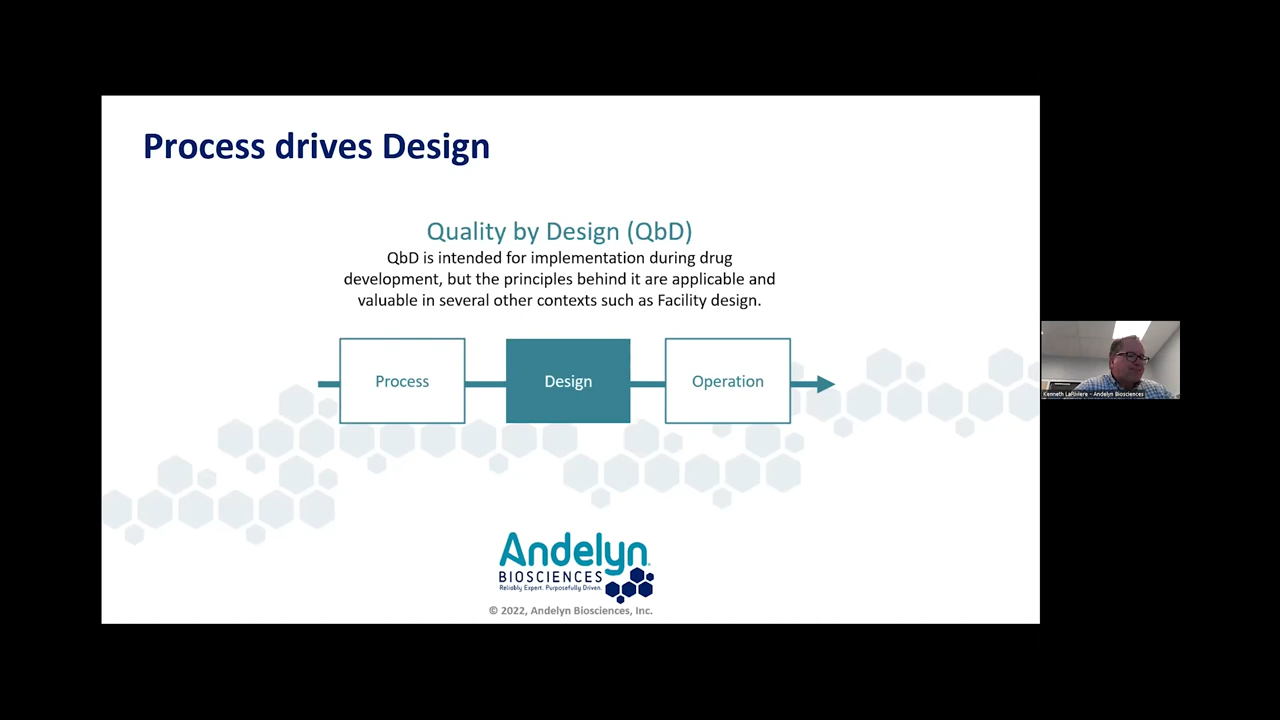 Process drives Design
Quality by Design (QbD)
QbD is intended for implementation during drug
development, but the principles behind it are applicable and
valuable in several other contexts such as Facility design.
Process
Design
Operation
Kenneth LaRiviere - Andelyn Biosciences
Andelyn
BIOSCIENCES
Reliably Expert. Purposefully Driven.
© 2022, Andelyn Biosciences, Inc.